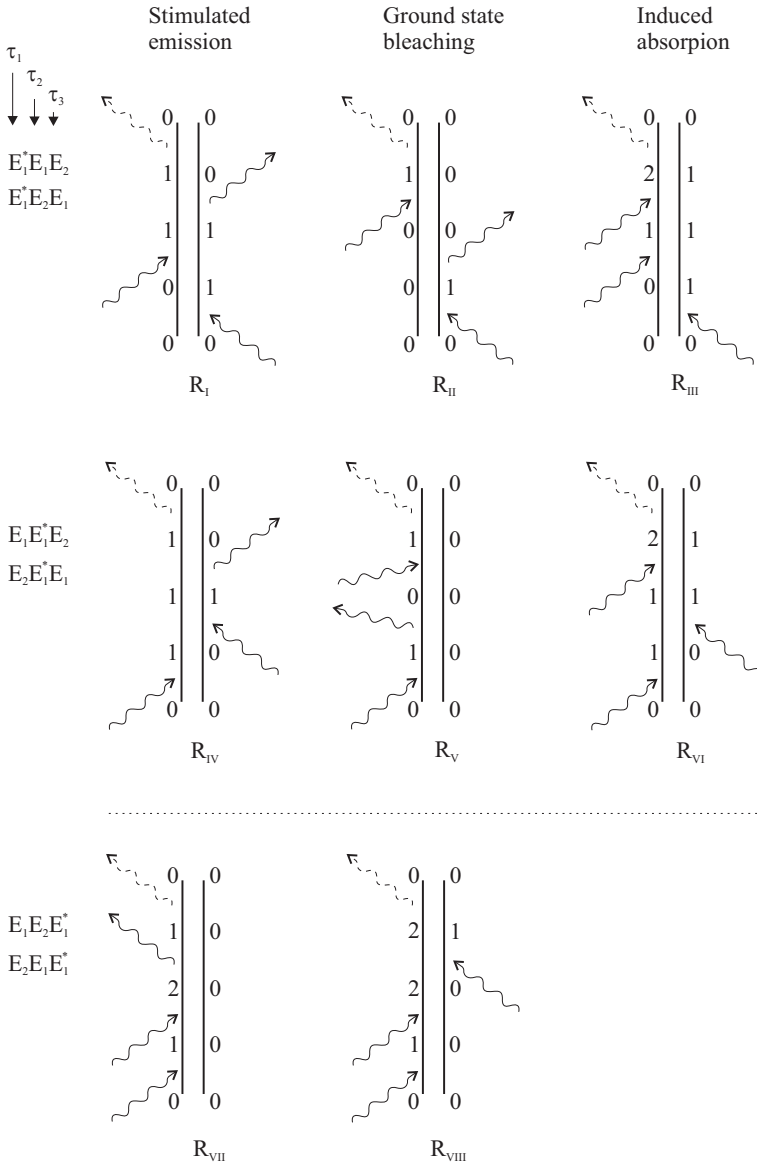 Stimulated emission
Ground state bleaching
Induced absorpion
τ₁
τ₂
τ₃
E₁*E₁E₂
E₁*E₂E₁
0 0
1 0
1 1
0 1
0 0
R_I
0 0
1 0
0 0
0 1
0 0
R_II
0 0
2 1
1 1
0 1
0 0
R_III
E₁E₁*E₂
E₂E₁*E₁
0 0
1 0
1 1
1 0
0 0
R_IV
0 0
1 0
0 0
1 0
0 0
R_V
0 0
2 1
1 1
1 0
0 0
R_VI
E₁E₂E₁*
E₂E₁E₁*
0 0
1 0
2 0
1 0
0 0
R_VII
0 0
2 1
2 0
1 0
0 0
R_VIII